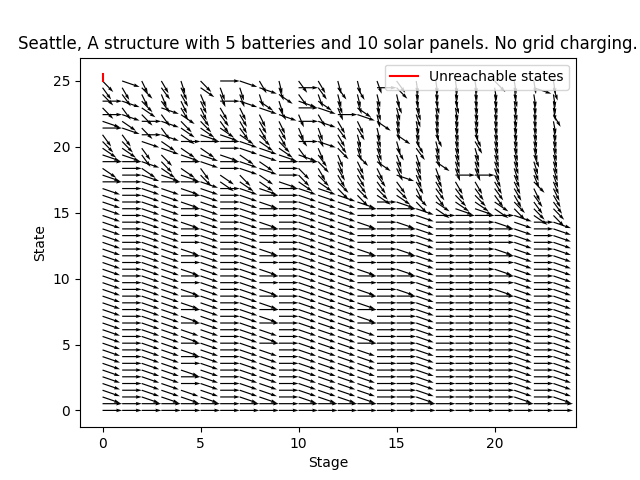 Seattle, A structure with 5 batteries and 10 solar panels. No grid charging.
Unreachable states
25
20
15
10
5
0
State
0 5 10 15 20
Stage